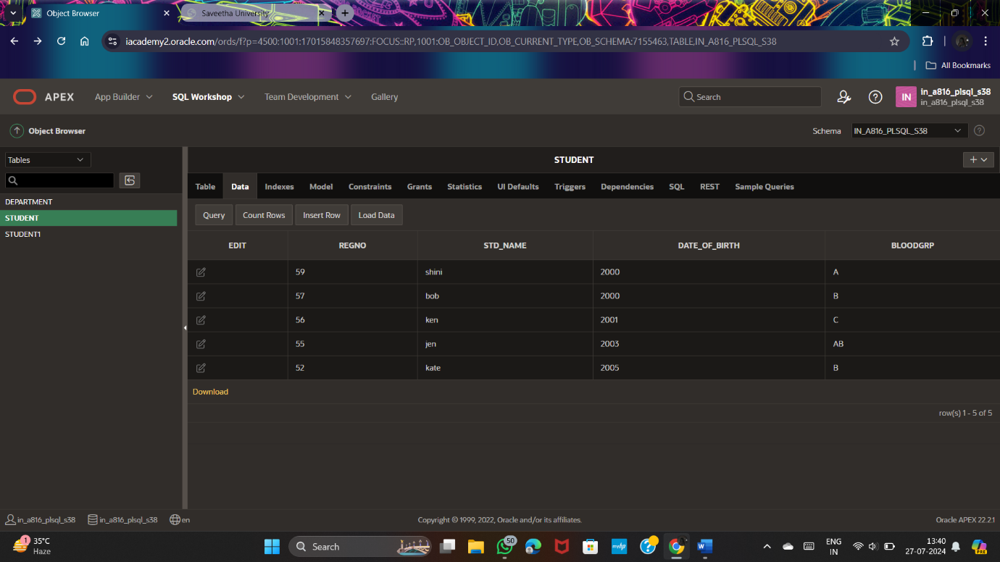 Object Browser
Saveetha University
iacademy2.oracle.com/ords/f?p=4500:1001:17015848357697:FOCUS::RP,1001:OB_OBJECT_ID,OB_CURRENT_TYPE,OB_SCHEMA:7155463,TABLE,IN_A816_PLSQL_S38
All Bookmarks
APEX App Builder SQL Workshop Team Development Gallery Search IN in_a816_plsql_s38
in_a816_plsql_s38
Object Browser Schema IN_A816_PLSQL_S38
Tables STUDENT
Table Data Indexes Model Constraints Grants Statistics UI Defaults Triggers Dependencies SQL REST Sample Queries
DEPARTMENT
STUDENT
STUDENT1
Query Count Rows Insert Row Load Data
EDIT REGNO STD_NAME DATE_OF_BIRTH BLOODGRP
59 shini 2000 A
57 bob 2000 B
56 ken 2001 C
55 jen 2003 AB
52 kate 2005 B
Download
row(s) 1 - 5 of 5
in_a816_plsql_s38 in_a816_plsql_s38 en Copyright © 1999, 2022, Oracle and/or its affiliates. Oracle APEX 22.2.1
1 35°C
Haze
Search 50 myhp W PRE
ENG
IN
13:40
27-07-2024